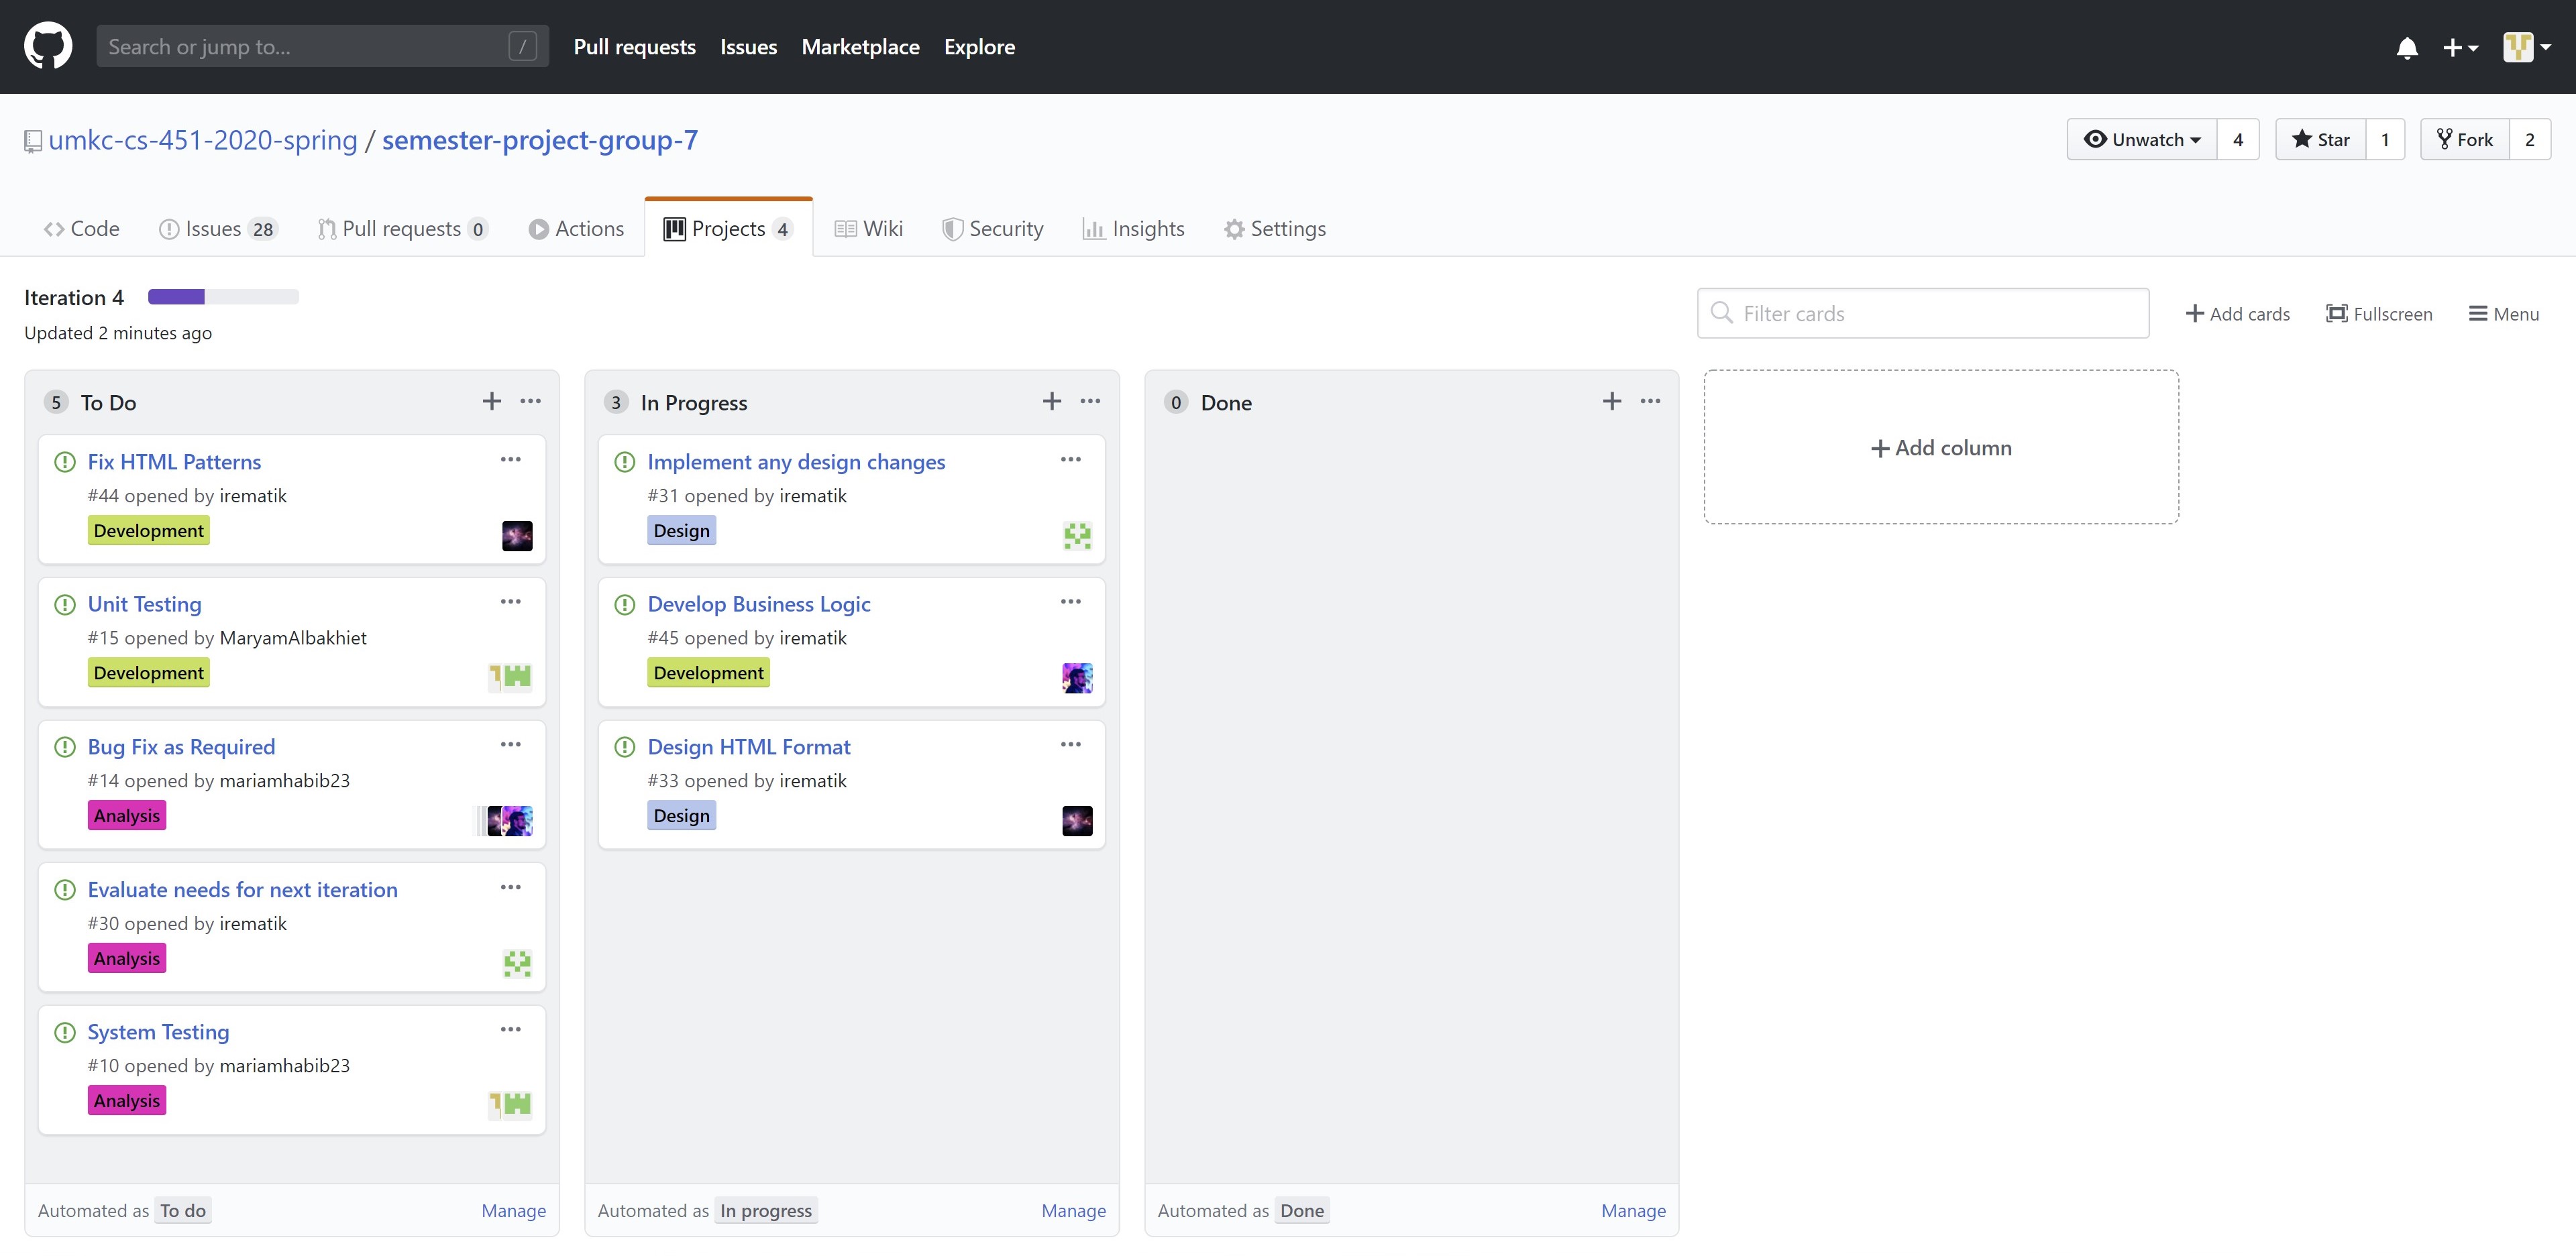 Search or jump to... / Pull requests Issues Marketplace Explore
umkc-cs-451-2020-spring / semester-project-group-7
Unwatch 4 Star 1 Fork 2
Code Issues 28 Pull requests 0 Actions Projects 4 Wiki Security Insights Settings
Iteration 4
Updated 2 minutes ago
Filter cards
Add cards Fullscreen Menu
5 To Do
Fix HTML Patterns
#44 opened by irematik
Development
Unit Testing
#15 opened by MaryamAlbakhiet
Development
Bug Fix as Required
#14 opened by mariamhabib23
Analysis
Evaluate needs for next iteration
#30 opened by irematik
Analysis
System Testing
#10 opened by mariamhabib23
Analysis
Automated as To do Manage
3 In Progress
Implement any design changes
#31 opened by irematik
Design
Develop Business Logic
#45 opened by irematik
Development
Design HTML Format
#33 opened by irematik
Design
Automated as In progress Manage
0 Done
Automated as Done Manage
Add column